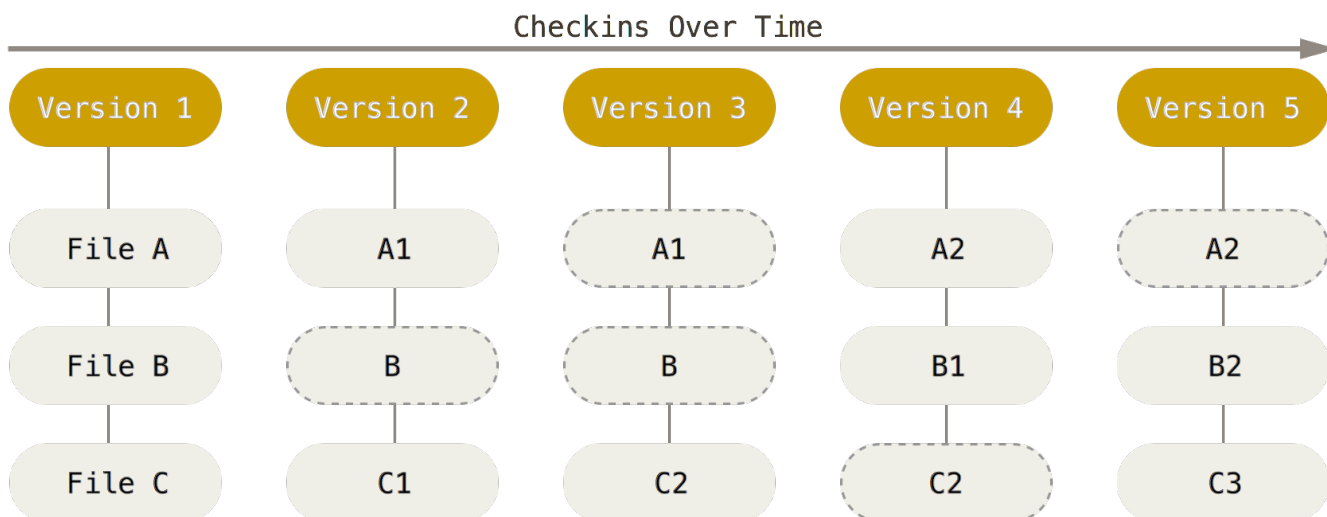 Checkins Over Time
Version 1 Version 2 Version 3 Version 4 Version 5
File A A1 A1 A2 A2
File B B B B1 B2
File C C1 C2 C2 C3